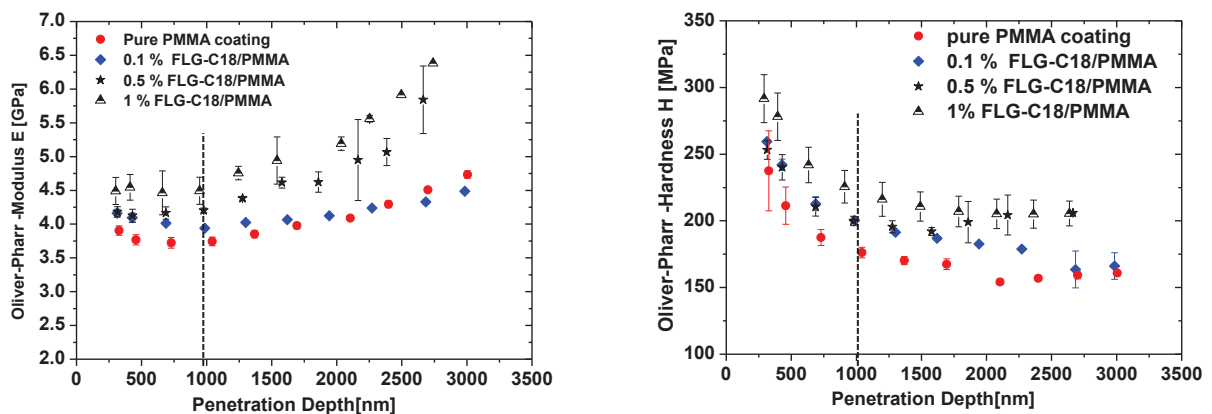 7.0
6.5
6.0
5.5
5.0
4.5
4.0
3.5
3.0
2.5
2.0
Oliver-Pharr -Modulus E [GPa]
Pure PMMA coating
0.1 % FLG-C18/PMMA
0.5 % FLG-C18/PMMA
1 % FLG-C18/PMMA
0 500 1000 1500 2000 2500 3000 3500
Penetration Depth[nm]
350
300
250
200
150
100
Oliver-Pharr -Hardness H [MPa]
pure PMMA coating
0.1 % FLG-C18/PMMA
0.5 % FLG-C18/PMMA
1% FLG-C18/PMMA
0 500 1000 1500 2000 2500 3000 3500
Penetration Depth[nm]